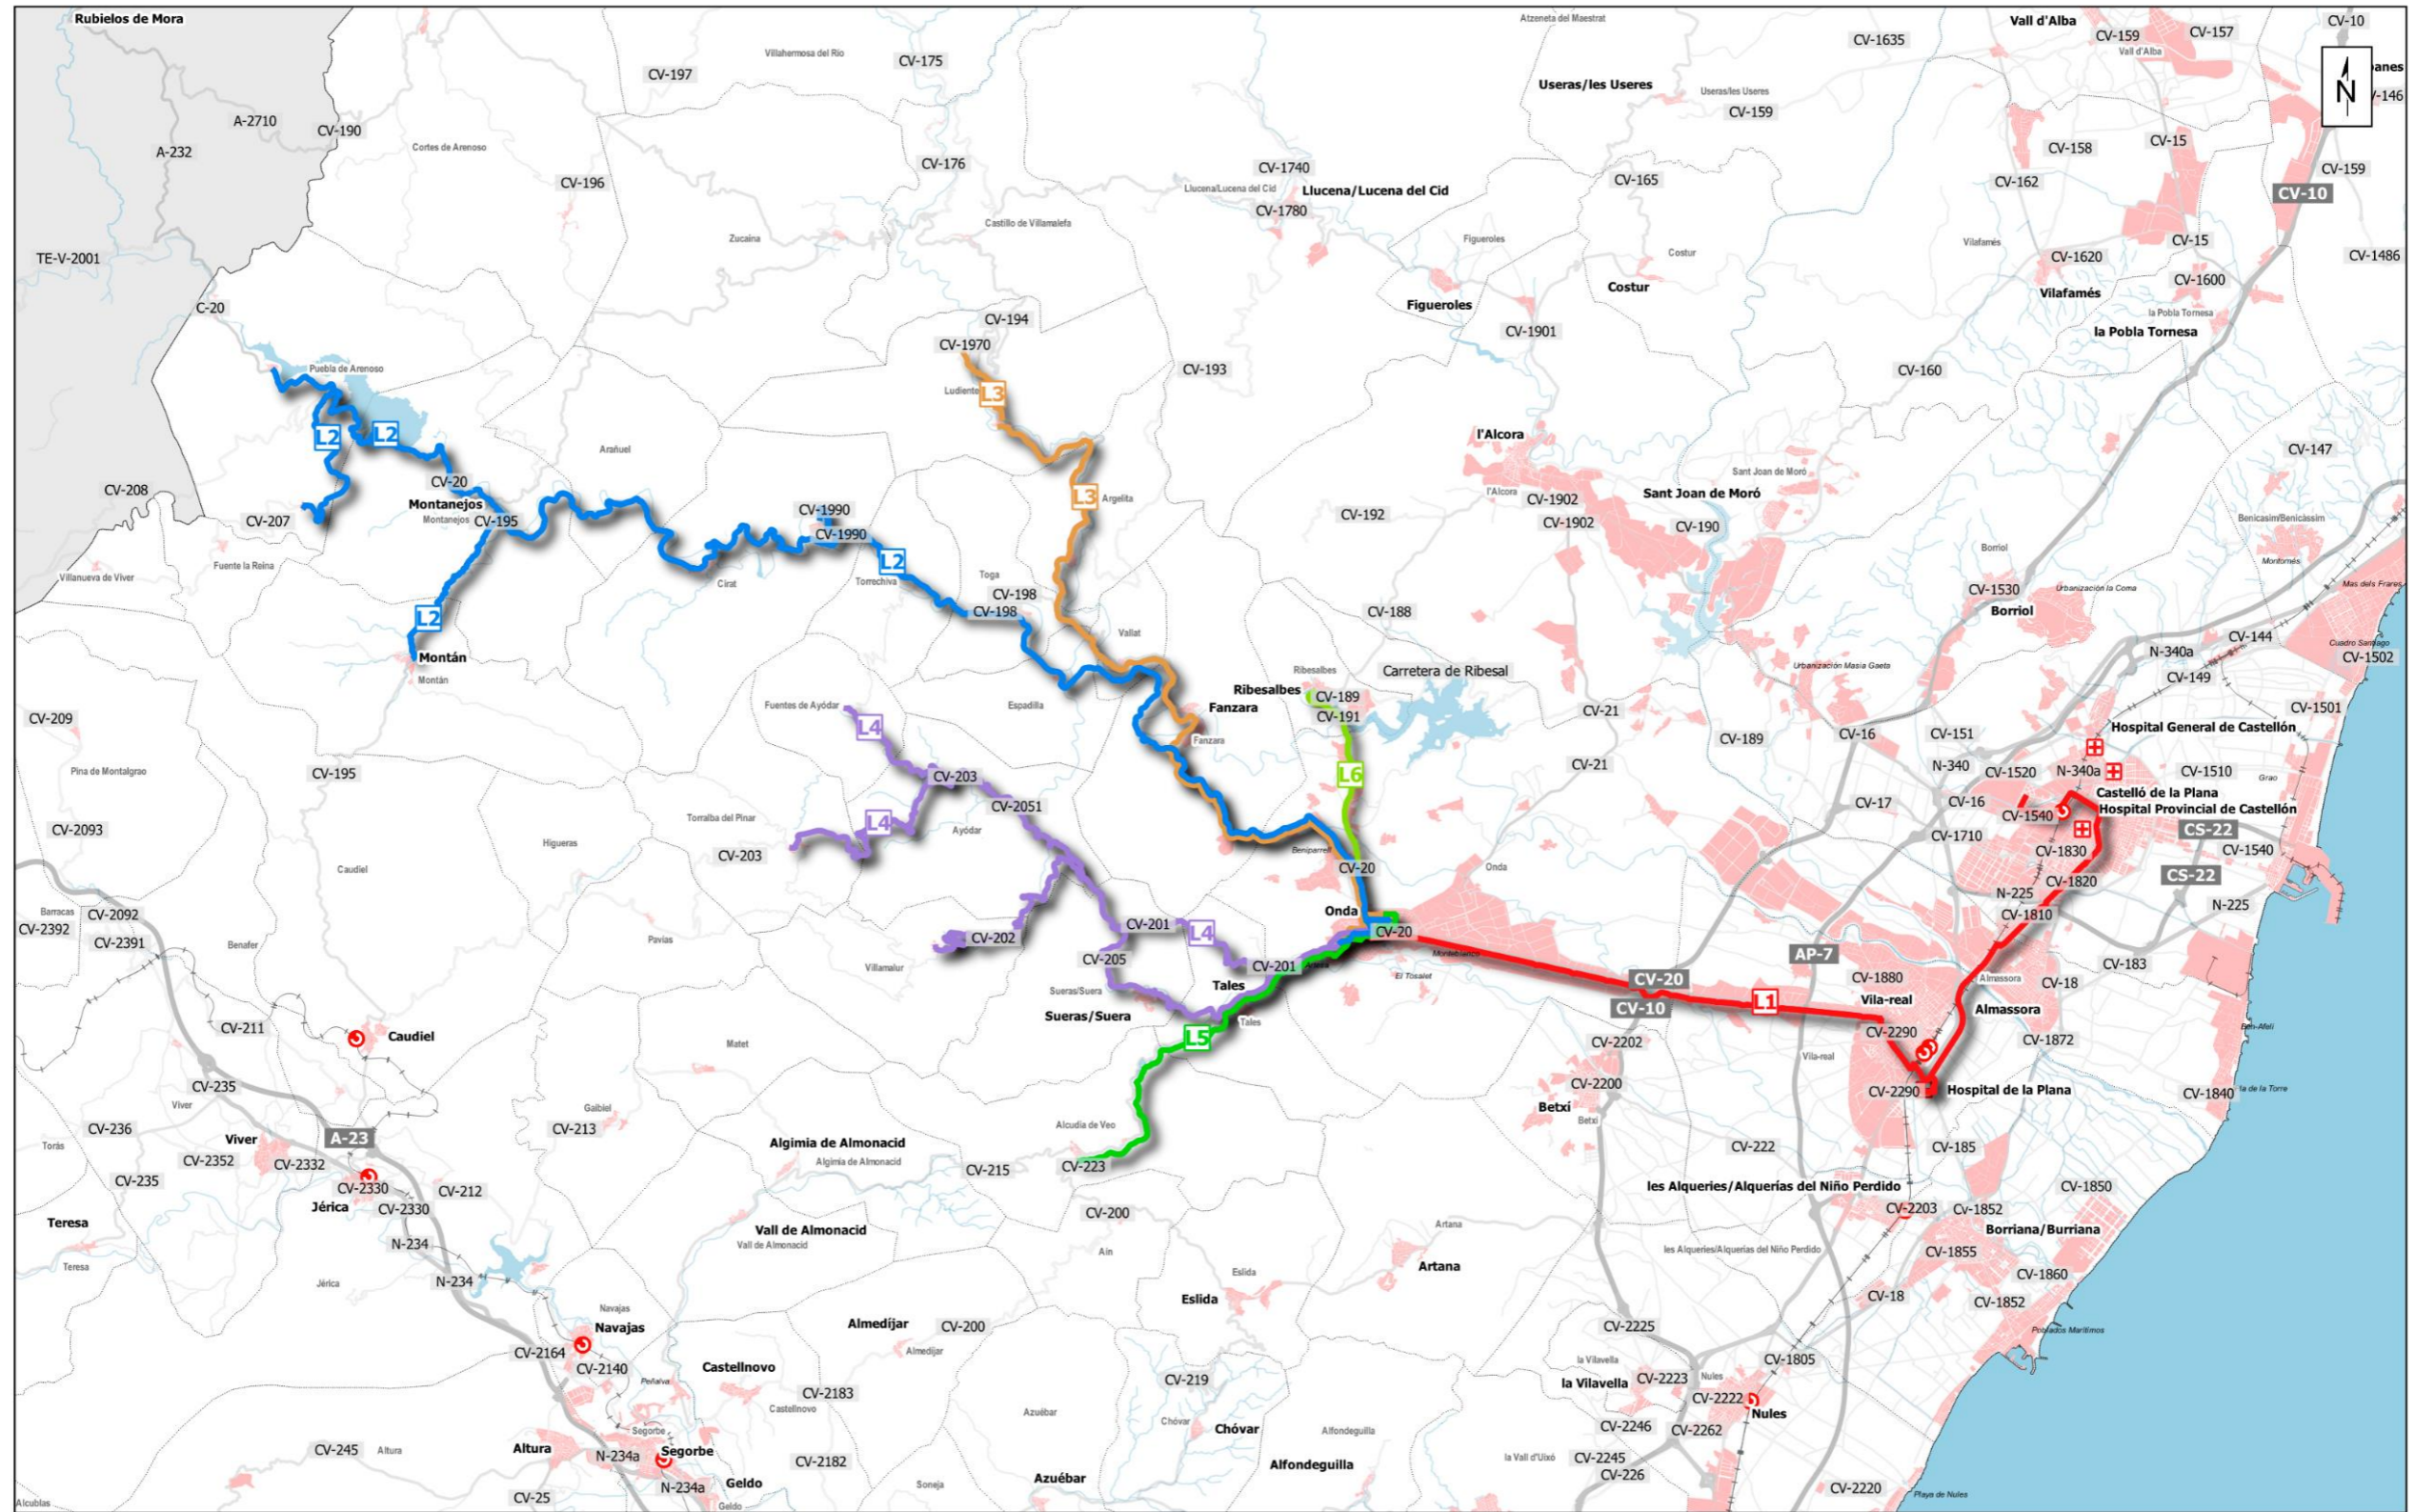 Rubielos de Mora
Atzeneta del Maestrat
Vall d'Alba
CV-10
CV-159
CV-157
CV-1635
Vall d'Alba
Villahermosa del Río
CV-175
CV-197
anes
N
Useras/les Useres
Useras/les Useres
CV-159
V-146
A-2710
CV-190
A-232
Cortes de Arenoso
CV-158
CV-15
CV-176
CV-1740
CV-159
CV-196
CV-165
CV-162
Llucena/Lucena del Cid
Llucena/Lucena del Cid
CV-10
CV-1780
Castillo de Villamalefa
Zucaina
Figueroles
Vilafamés
CV-15
TE-V-2001
Costur
CV-1620
CV-1486
Costur
CV-1600
Vilafamés
C-20
Figueroles
la Pobla Tornesa
CV-194
CV-1901
la Pobla Tornesa
CV-1970
Puebla de Arenoso
CV-193
CV-160
Ludiente
L3
L2
L2
l'Alcora
Arañuel
CV-147
Sant Joan de Moró
CV-20
CV-208
l'Alcora
Sant Joan de Moró
L3
Argelita
CV-1902
Montanejos
CV-1990
CV-192
CV-207
Montanejos
CV-195
CV-1902
CV-190
Benicasim/Benicàssim
CV-1990
Borriol
Montornés
L2
Fuente la Reina
Villanueva de Viver
Cirat
Torrechiva
Toga
Mas dels Frares
CV-198
CV-1530
Urbanización la Coma
CV-198
CV-188
Borriol
L2
Vallat
CV-144
Cuadro Santiago
N-340a
CV-1502
Montán
Urbanización Masia Gaeta
Ribesalbes
Carretera de Ribesal
Montán
CV-149
Ribesalbes
CV-189
Fuentes de Ayódar
Espadilla
Fanzara
CV-209
CV-191
CV-21
CV-1501
L4
Hospital General de Castellón
Fanzara
CV-189
CV-16
CV-151
Pina de Montalgrao
CV-195
CV-203
L6
CV-21
N-340
CV-1520
N-340a
CV-1510
Grao
Castelló de la Plana
CV-2051
CV-17
CV-16
Hospital Provincial de Castellón
Torralba del Pinar
L4
CV-1540
CV-2093
Ayódar
CS-22
Higueras
CV-203
Beniparrell
CV-1710
CV-1830
CV-1540
Caudiel
CV-20
Onda
CV-1820
CS-22
N-225
Barracas
CV-2092
Onda
CV-1810
N-225
CV-2392
CV-201
L4
CV-20
CV-2391
Benafer
Pavías
CV-202
Monteblanco
AP-7
CV-205
CV-201
Villamalur
El Tosalet
CV-20
CV-1880
Almassora
CV-183
Tales
CV-18
Sueras/Suera
L1
Vila-real
CV-10
Almassora
Sueras/Suera
Tales
CV-211
L5
CV-2290
Ben-Afelí
Caudiel
CV-2202
CV-1872
Matet
Vila-real
CV-235
CV-2200
CV-2290
Hospital de la Plana
CV-1840
Viver
Betxí
Gaibiel
CV-213
Alcudia de Veo
Betxí
CV-236
A-23
Viver
Algimia de Almonacid
CV-222
CV-185
Torás
CV-2352
CV-2332
Algimia de Almonacid
CV-215
CV-223
CV-235
CV-2330
CV-212
les Alqueries/Alquerías del Niño Perdido
CV-1850
Jérica
CV-2330
CV-2203
CV-1852
CV-200
Teresa
Vall de Almonacid
Artana
Borriana/Burriana
N-234
Vall de Almonacid
Ain
les Alqueries/Alquerías del Niño Perdido
CV-1855
Teresa
Eslida
Artana
CV-1860
Jérica
N-234
CV-18
Eslida
CV-1852
Navajas
Navajas
Almedíjar
CV-200
CV-2225
Poblados Marítimos
CV-2164
Almedíjar
la Vilavella
CV-1805
CV-2140
Castellnovo
CV-219
CV-2223
Nules
Peñalva
la Vilavella
CV-2183
CV-2222
Castellnovo
Azuébar
Chóvar
Nules
Chóvar
Segorbe
Alfondeguilla
CV-2246
CV-2262
CV-245
Altura
Altura
Segorbe
N-234a
la Vall d'Uixó
CV-2245
CV-2182
Alfondeguilla
CV-226
Azuébar
Geldo
Soneja
N-234a
CV-2220
CV-25
Alcublas
Geldo
Playa de Nules